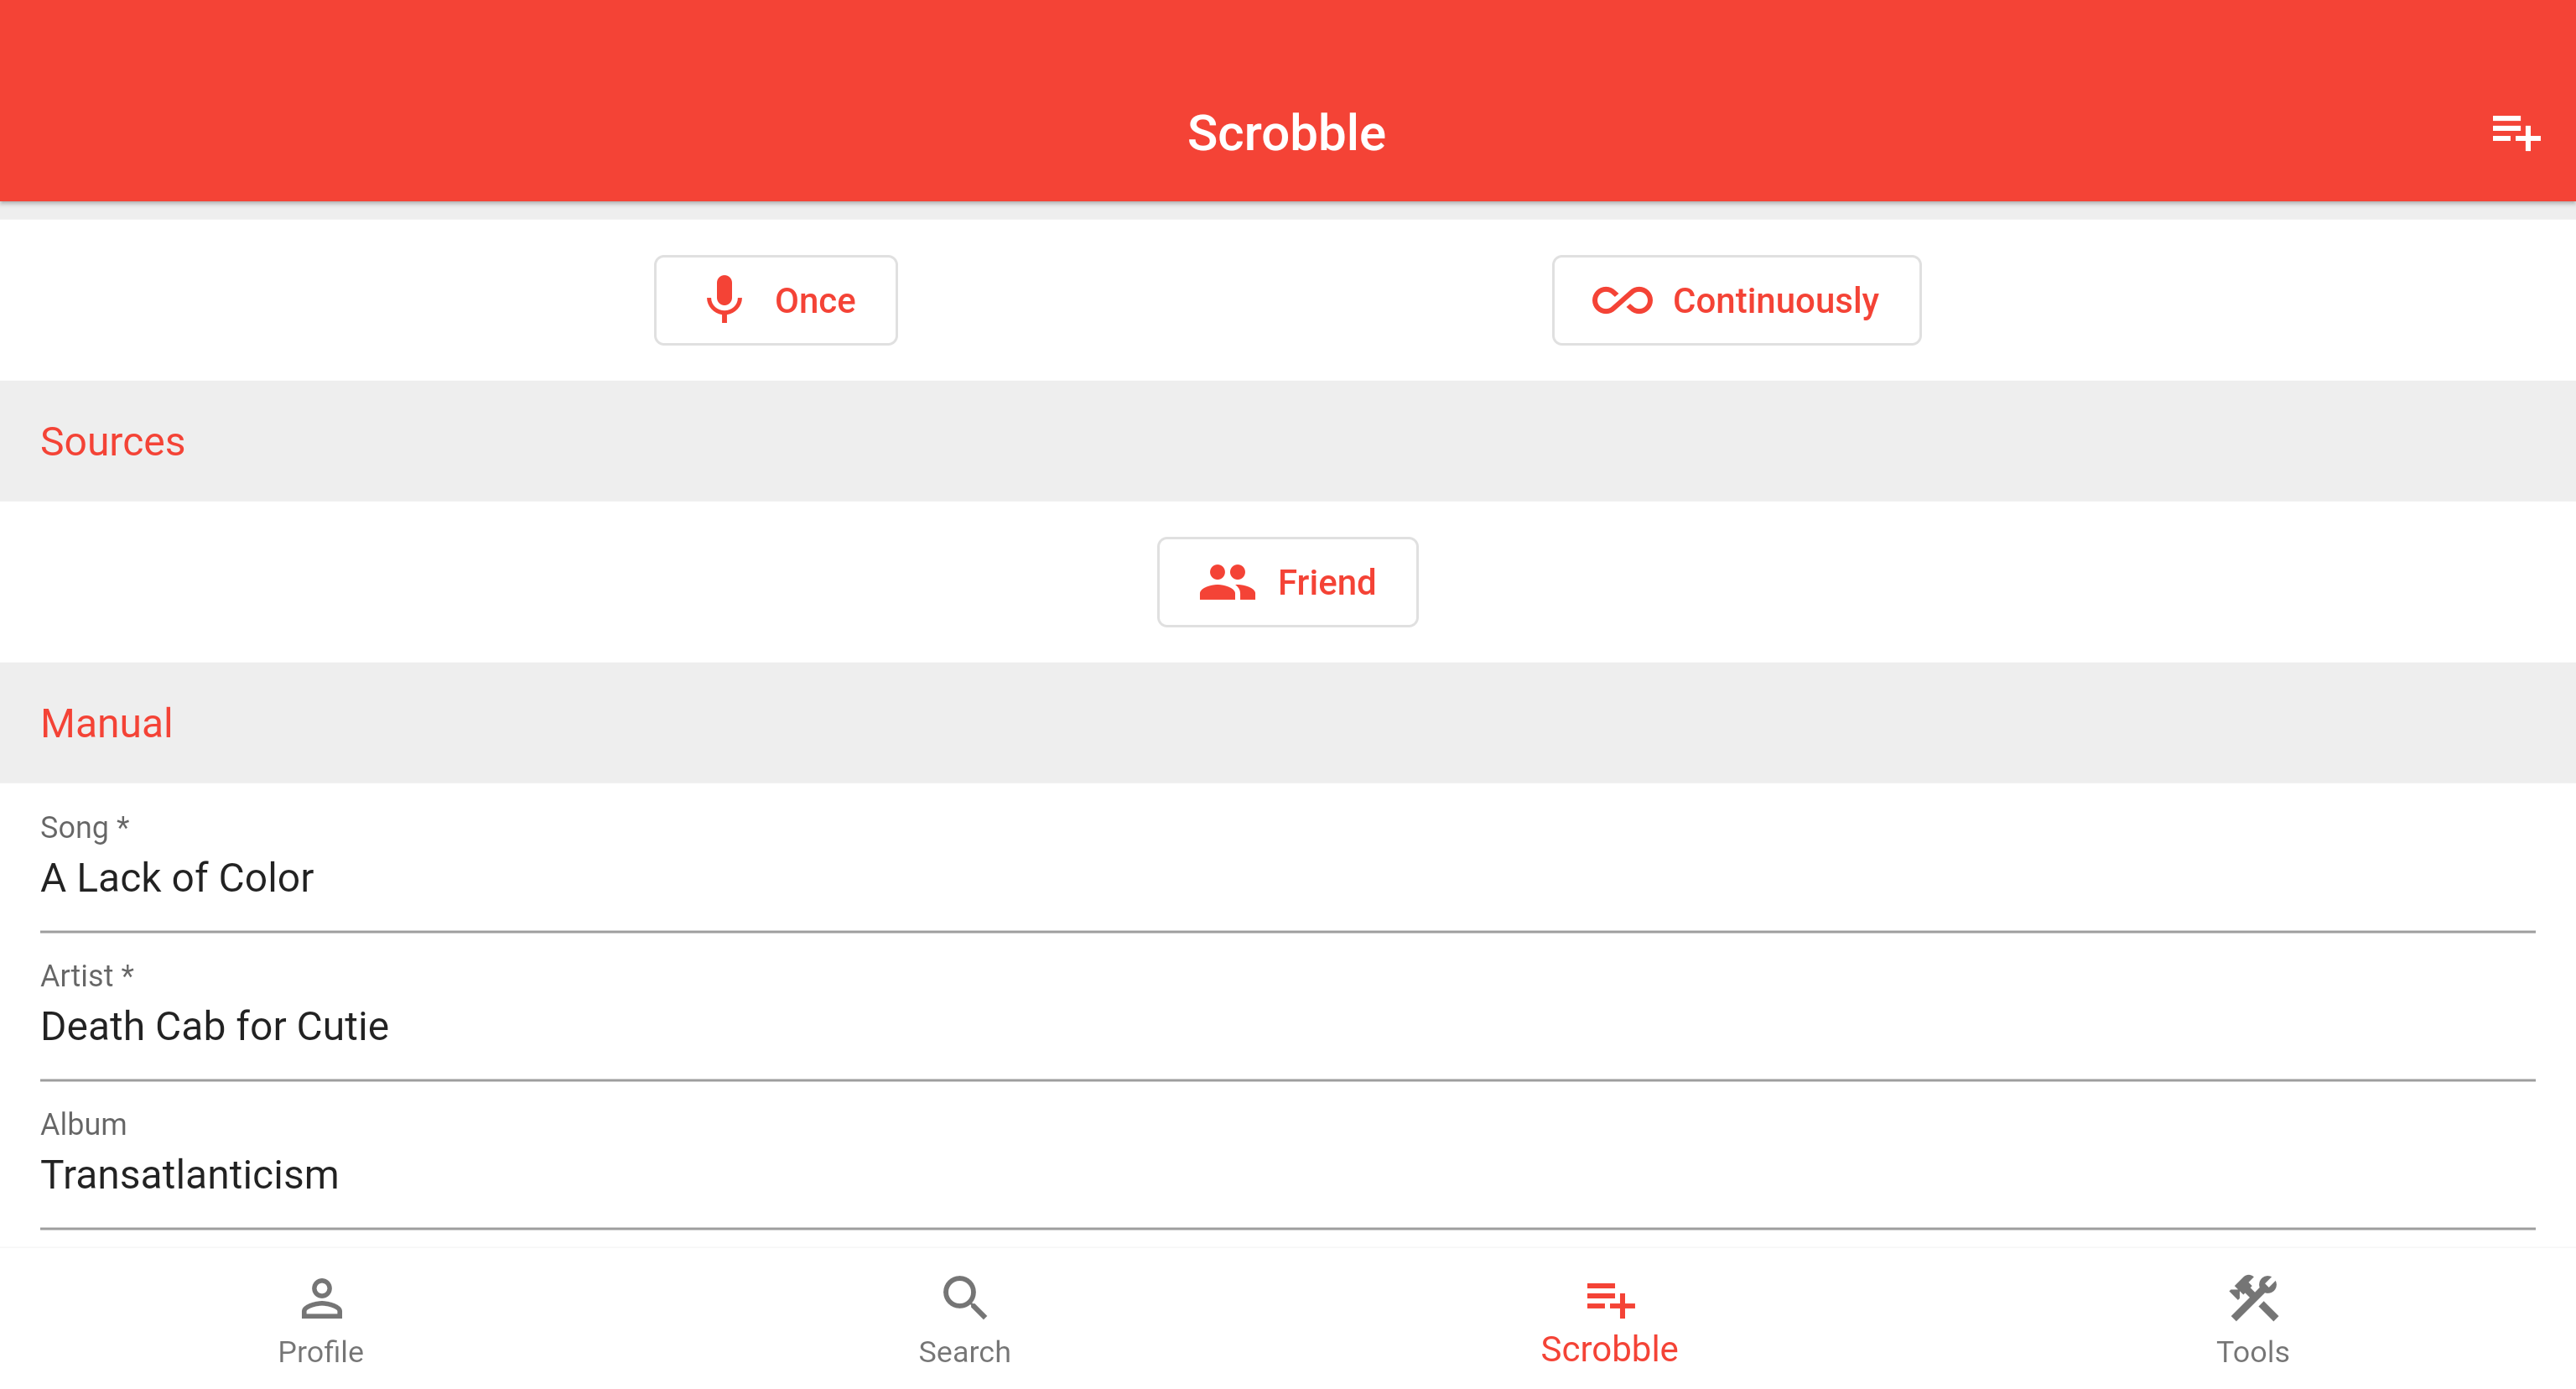 Scrobble
Once
Continuously
Sources
Friend
Manual
Song *
A Lack of Color
Artist *
Death Cab for Cutie
Album
Transatlanticism
Profile
Search
Scrobble
Tools